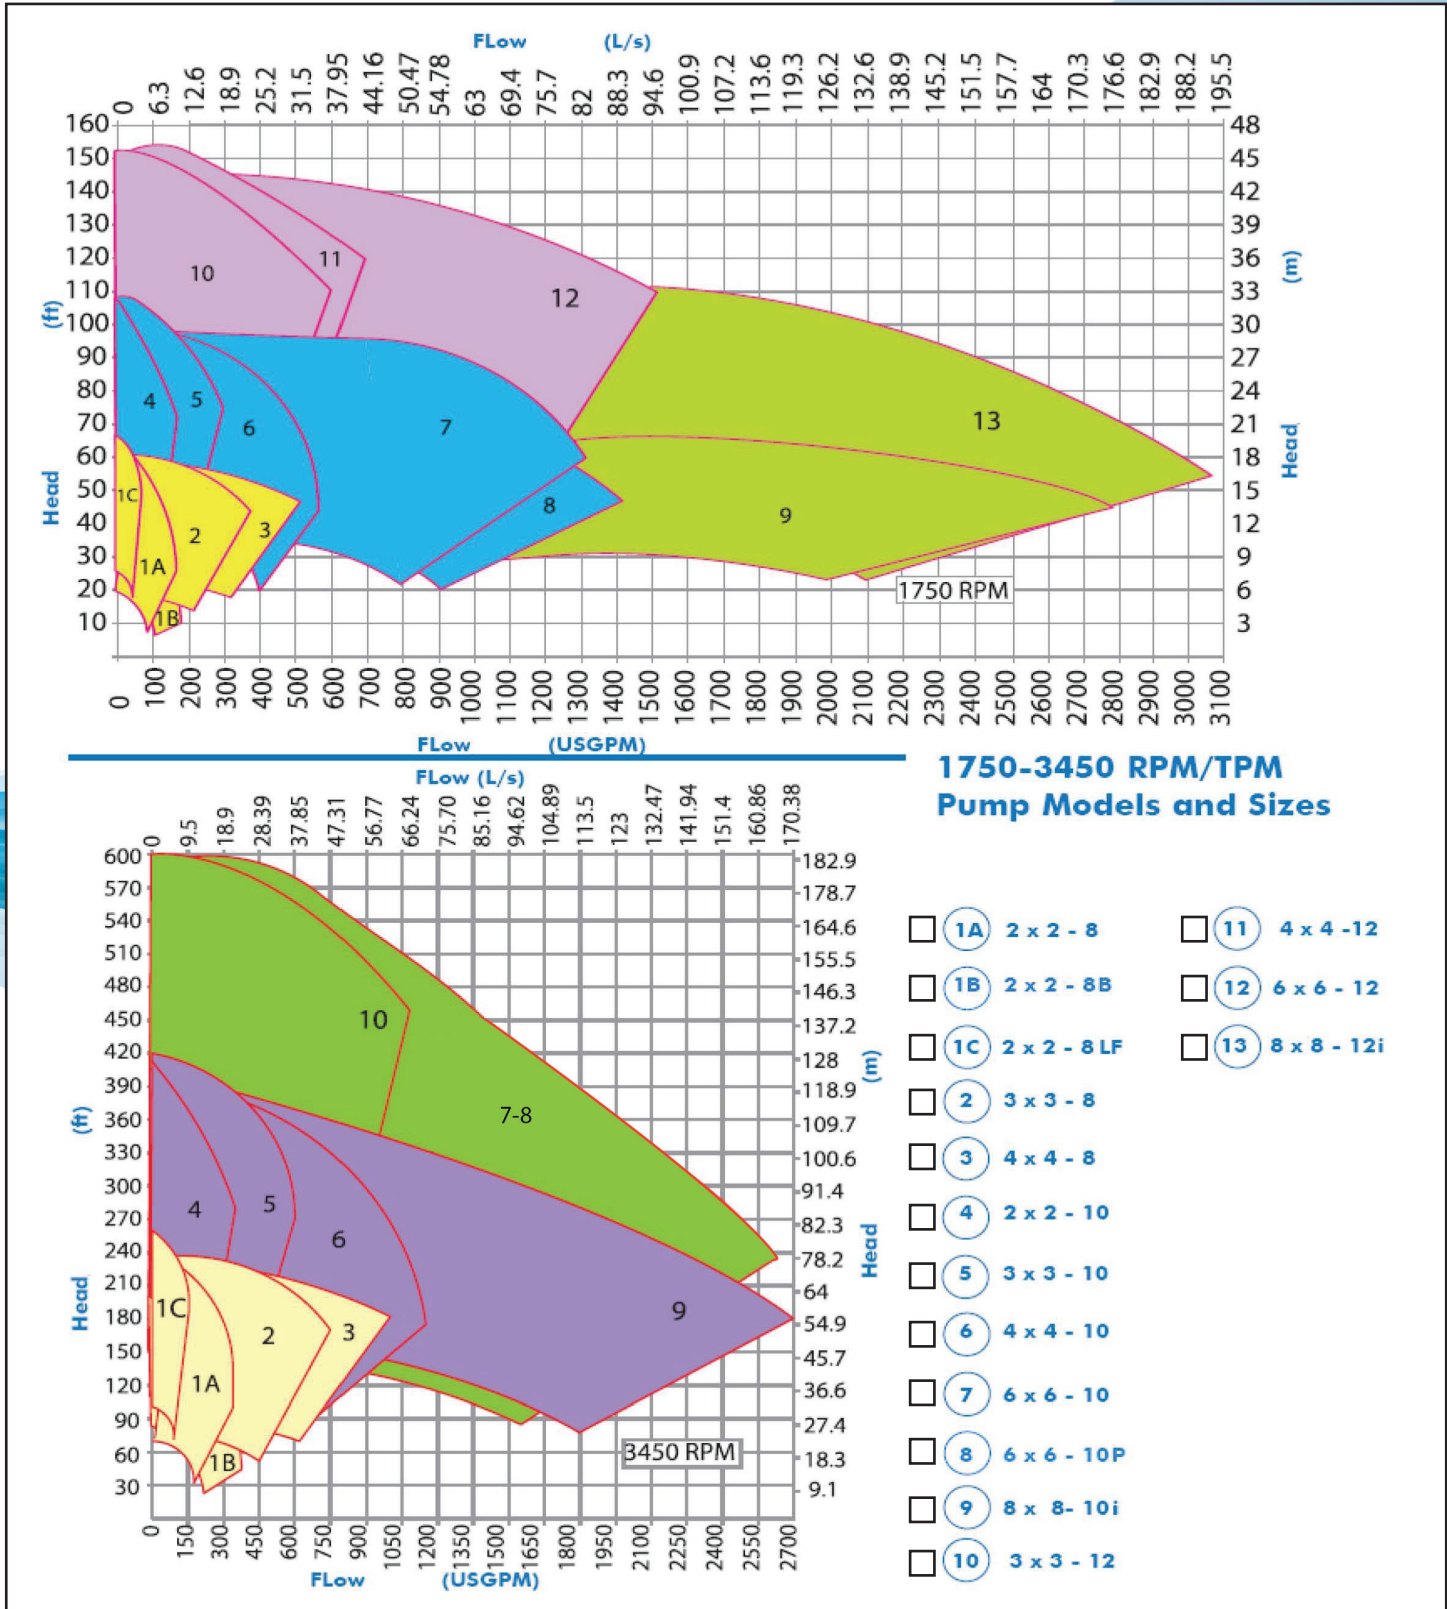 FLow (L/s)
0 6.3 12.6 18.9 25.2 31.5 37.95 44.16 50.47 54.78 63 69.4 75.7 82 88.3 94.6 100.9 107.2 113.6 119.3 126.2 132.6 138.9 145.2 151.5 157.7 164 170.3 176.6 182.9 188.2 195.5
160 48
150 45
140 42
130 39
120 36
110 33
100 30
90 27
80 24
70 21
60 18
50 15
40 12
30 9
20 6
10 3
(ft)
Head
(m)
Head
10
11
12
13
4
5
6
7
8
9
1C
1A
2
3
1B
1750 RPM
0 100 200 300 400 500 600 700 800 900 1000 1100 1200 1300 1400 1500 1600 1700 1800 1900 2000 2100 2200 2300 2400 2500 2600 2700 2800 2900 3000 3100
FLow (USGPM)
FLow (L/s)
0 9.5 18.9 28.39 37.85 47.31 56.77 66.24 75.70 85.16 94.62 104.89 113.5 123 132.47 141.94 151.4 160.86 170.38
600 182.9
570 178.7
540 164.6
510 155.5
480 146.3
450 137.2
420 128
390 118.9
360 109.7
330 100.6
300 91.4
270 82.3
240 78.2
210 64
180 54.9
150 45.7
120 36.6
90 27.4
60 18.3
30 9.1
(ft)
Head
(m)
Head
10
7-8
4
5
6
9
1C
2
3
1A
1B
3450 RPM
0 150 300 450 600 750 900 1050 1200 1350 1500 1650 1800 1950 2100 2250 2400 2550 2700
FLow (USGPM)
1750-3450 RPM/TPM
Pump Models and Sizes
1A 2 x 2 - 8
1B 2 x 2 - 8B
1C 2 x 2 - 8 LF
2 3 x 3 - 8
3 4 x 4 - 8
4 2 x 2 - 10
5 3 x 3 - 10
6 4 x 4 - 10
7 6 x 6 - 10
8 6 x 6 - 10P
9 8 x 8- 10i
10 3 x 3 - 12
11 4 x 4 -12
12 6 x 6 - 12
13 8 x 8 - 12i